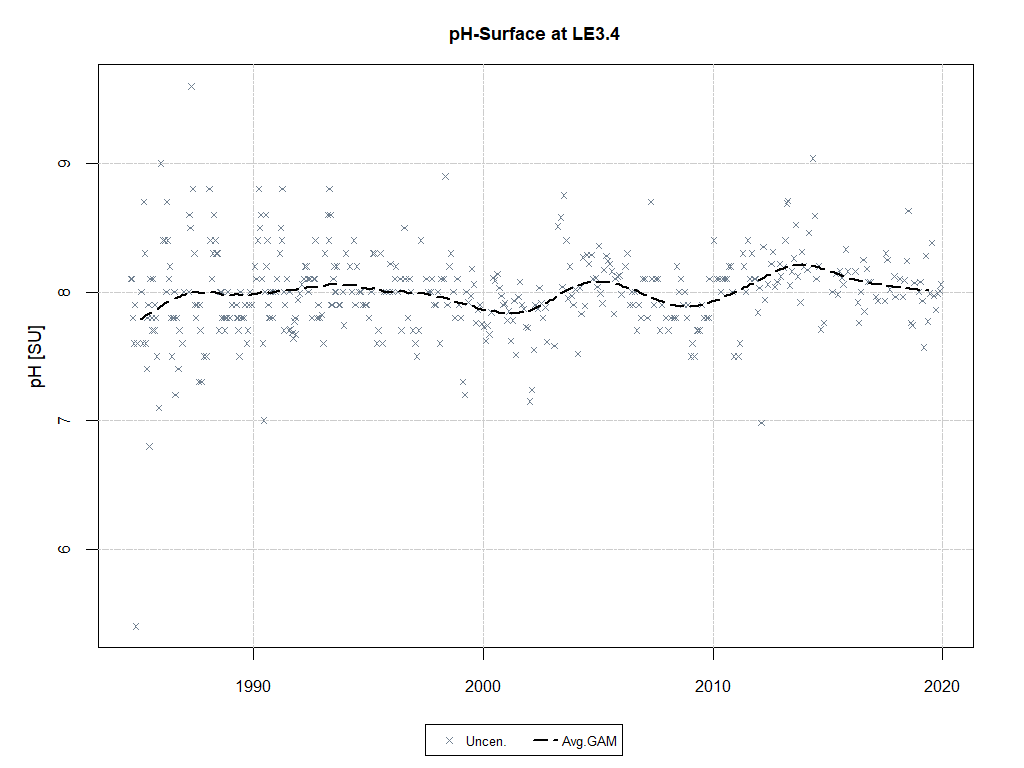 pH-Surface at LE3.4
9
8
7
6
pH [SU]
1990 2000 2010 2020
Uncen. Avg.GAM